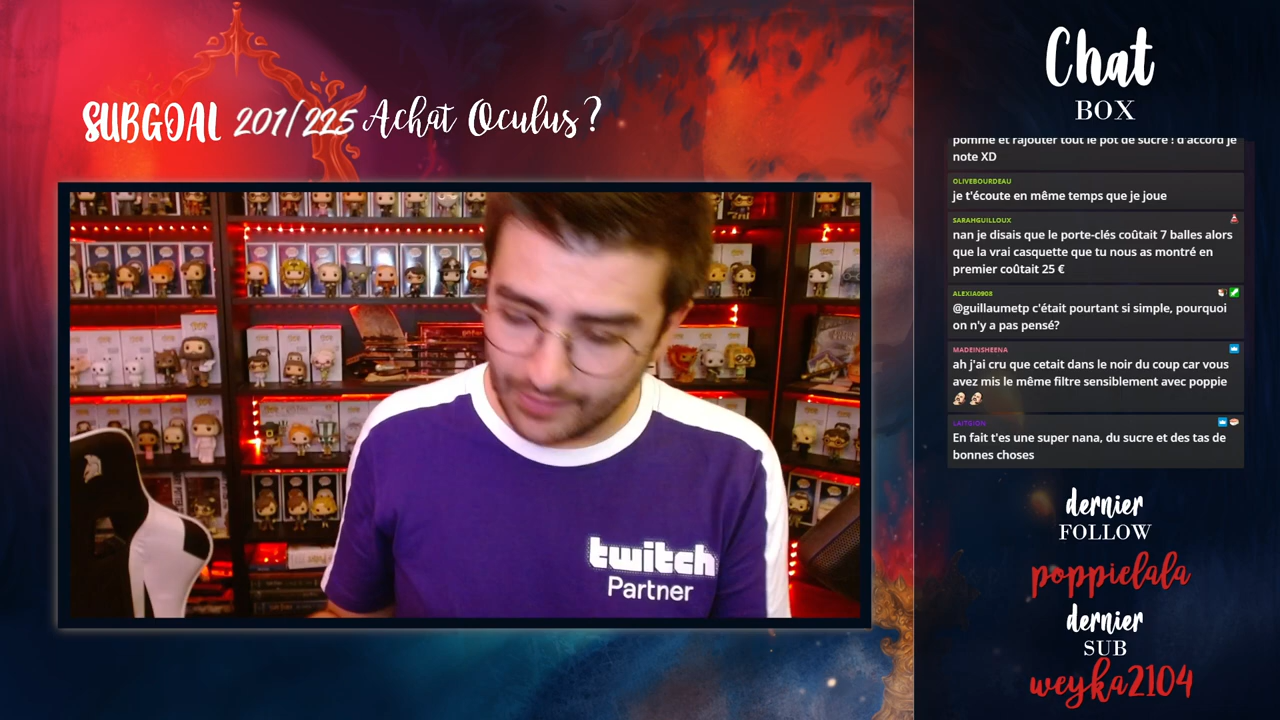 SUBGOAL 201/225 Achat Oculus?
twitch
Partner
Chat
BOX
pomme et rajouter tout le pot de sucre ! d'accord je
note XD
OLIVEBOURDEAU
je t'écoute en même temps que je joue
SARAHGUILLOUX
nan je disais que le porte-clés coûtait 7 balles alors
que la vrai casquette que tu nous as montré en
premier coûtait 25 €
ALEXIA0908
@guillaumetp c'était pourtant si simple, pourquoi
on n'y a pas pensé?
MADEINSHEENA
ah j'ai cru que cetait dans le noir du coup car vous
avez mis le même filtre sensiblement avec poppie
En fait t'es une super nana, du sucre et des tas de
bonnes choses
dernier
FOLLOW
poppielala
dernier
SUB
weyka2104